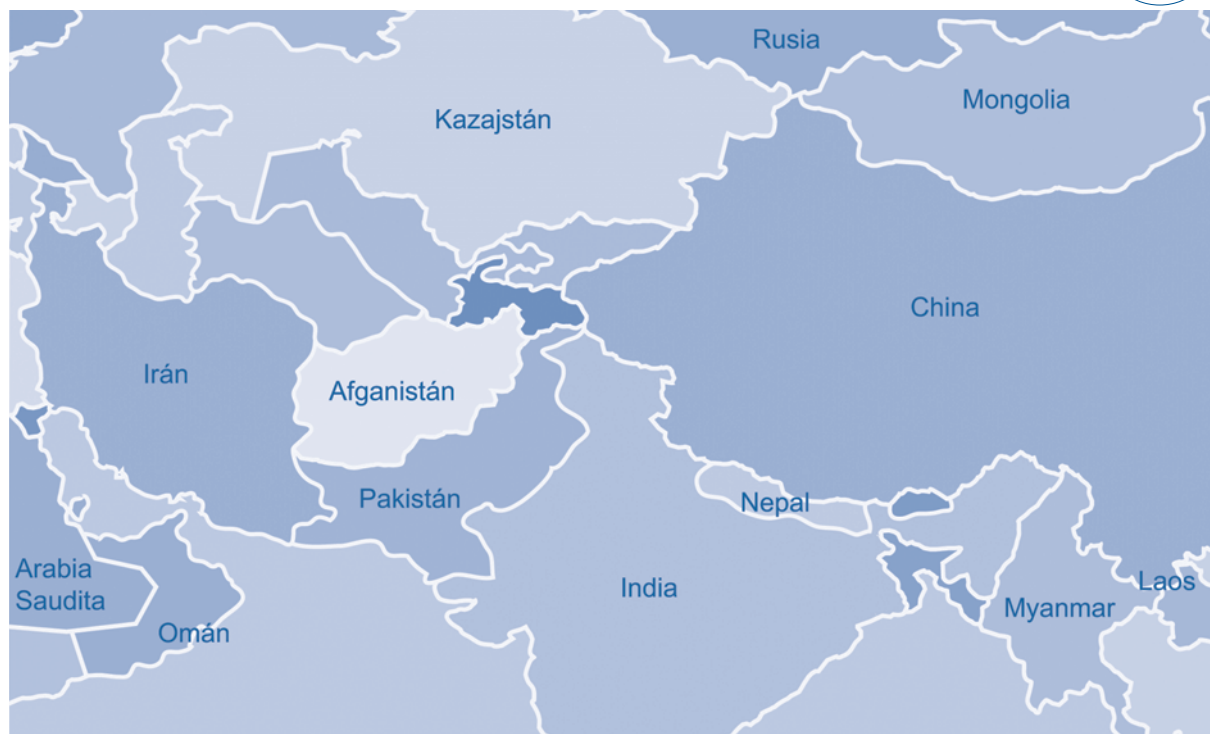 Rusia
Mongolia
Kazajstán
China
Irán
Afganistán
Pakistán
Nepal
Arabia
Saudita
India
Laos
Myanmar
Omán